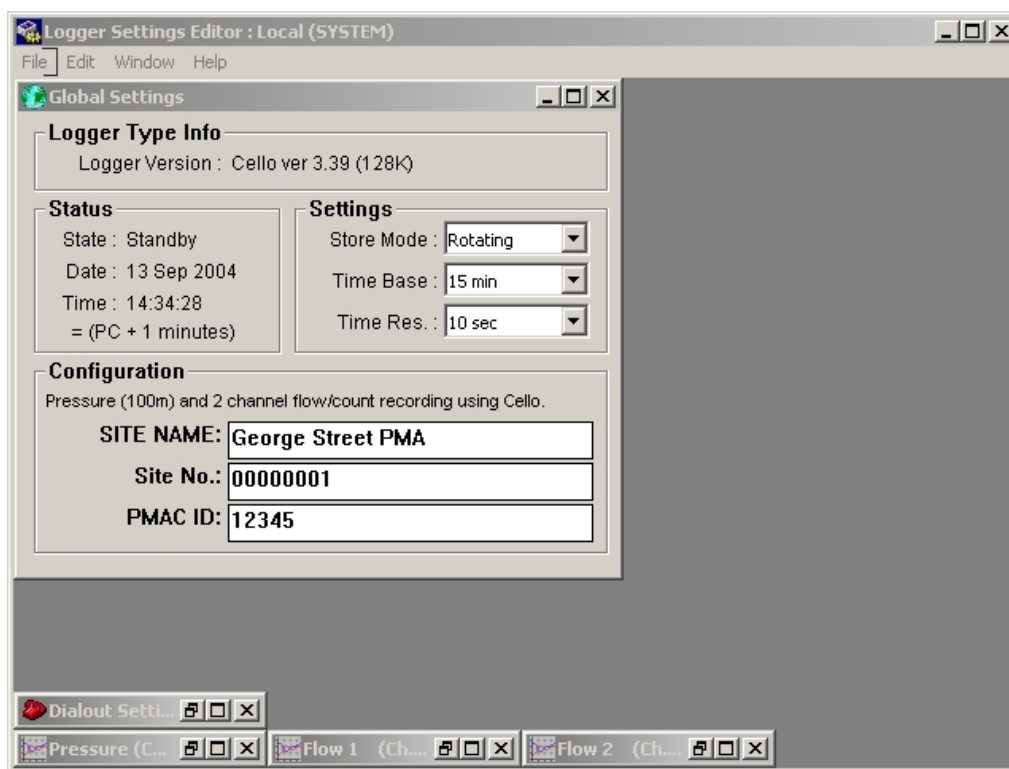 Logger Settings Editor : Local (SYSTEM)
File Edit Window Help
Global Settings
Logger Type Info
Logger Version : Cello ver 3.39 (128K)
Status
State : Standby
Date : 13 Sep 2004
Time : 14:34:28
= (PC + 1 minutes)
Settings
Store Mode : Rotating
Time Base : 15 min
Time Res. : 10 sec
Configuration
Pressure (100m) and 2 channel flow/count recording using Cello.
SITE NAME: George Street PMA
Site No.: 00000001
PMAC ID: 12345
Dialout Setti...
Pressure (C... Flow 1 (Ch.... Flow 2 (Ch....